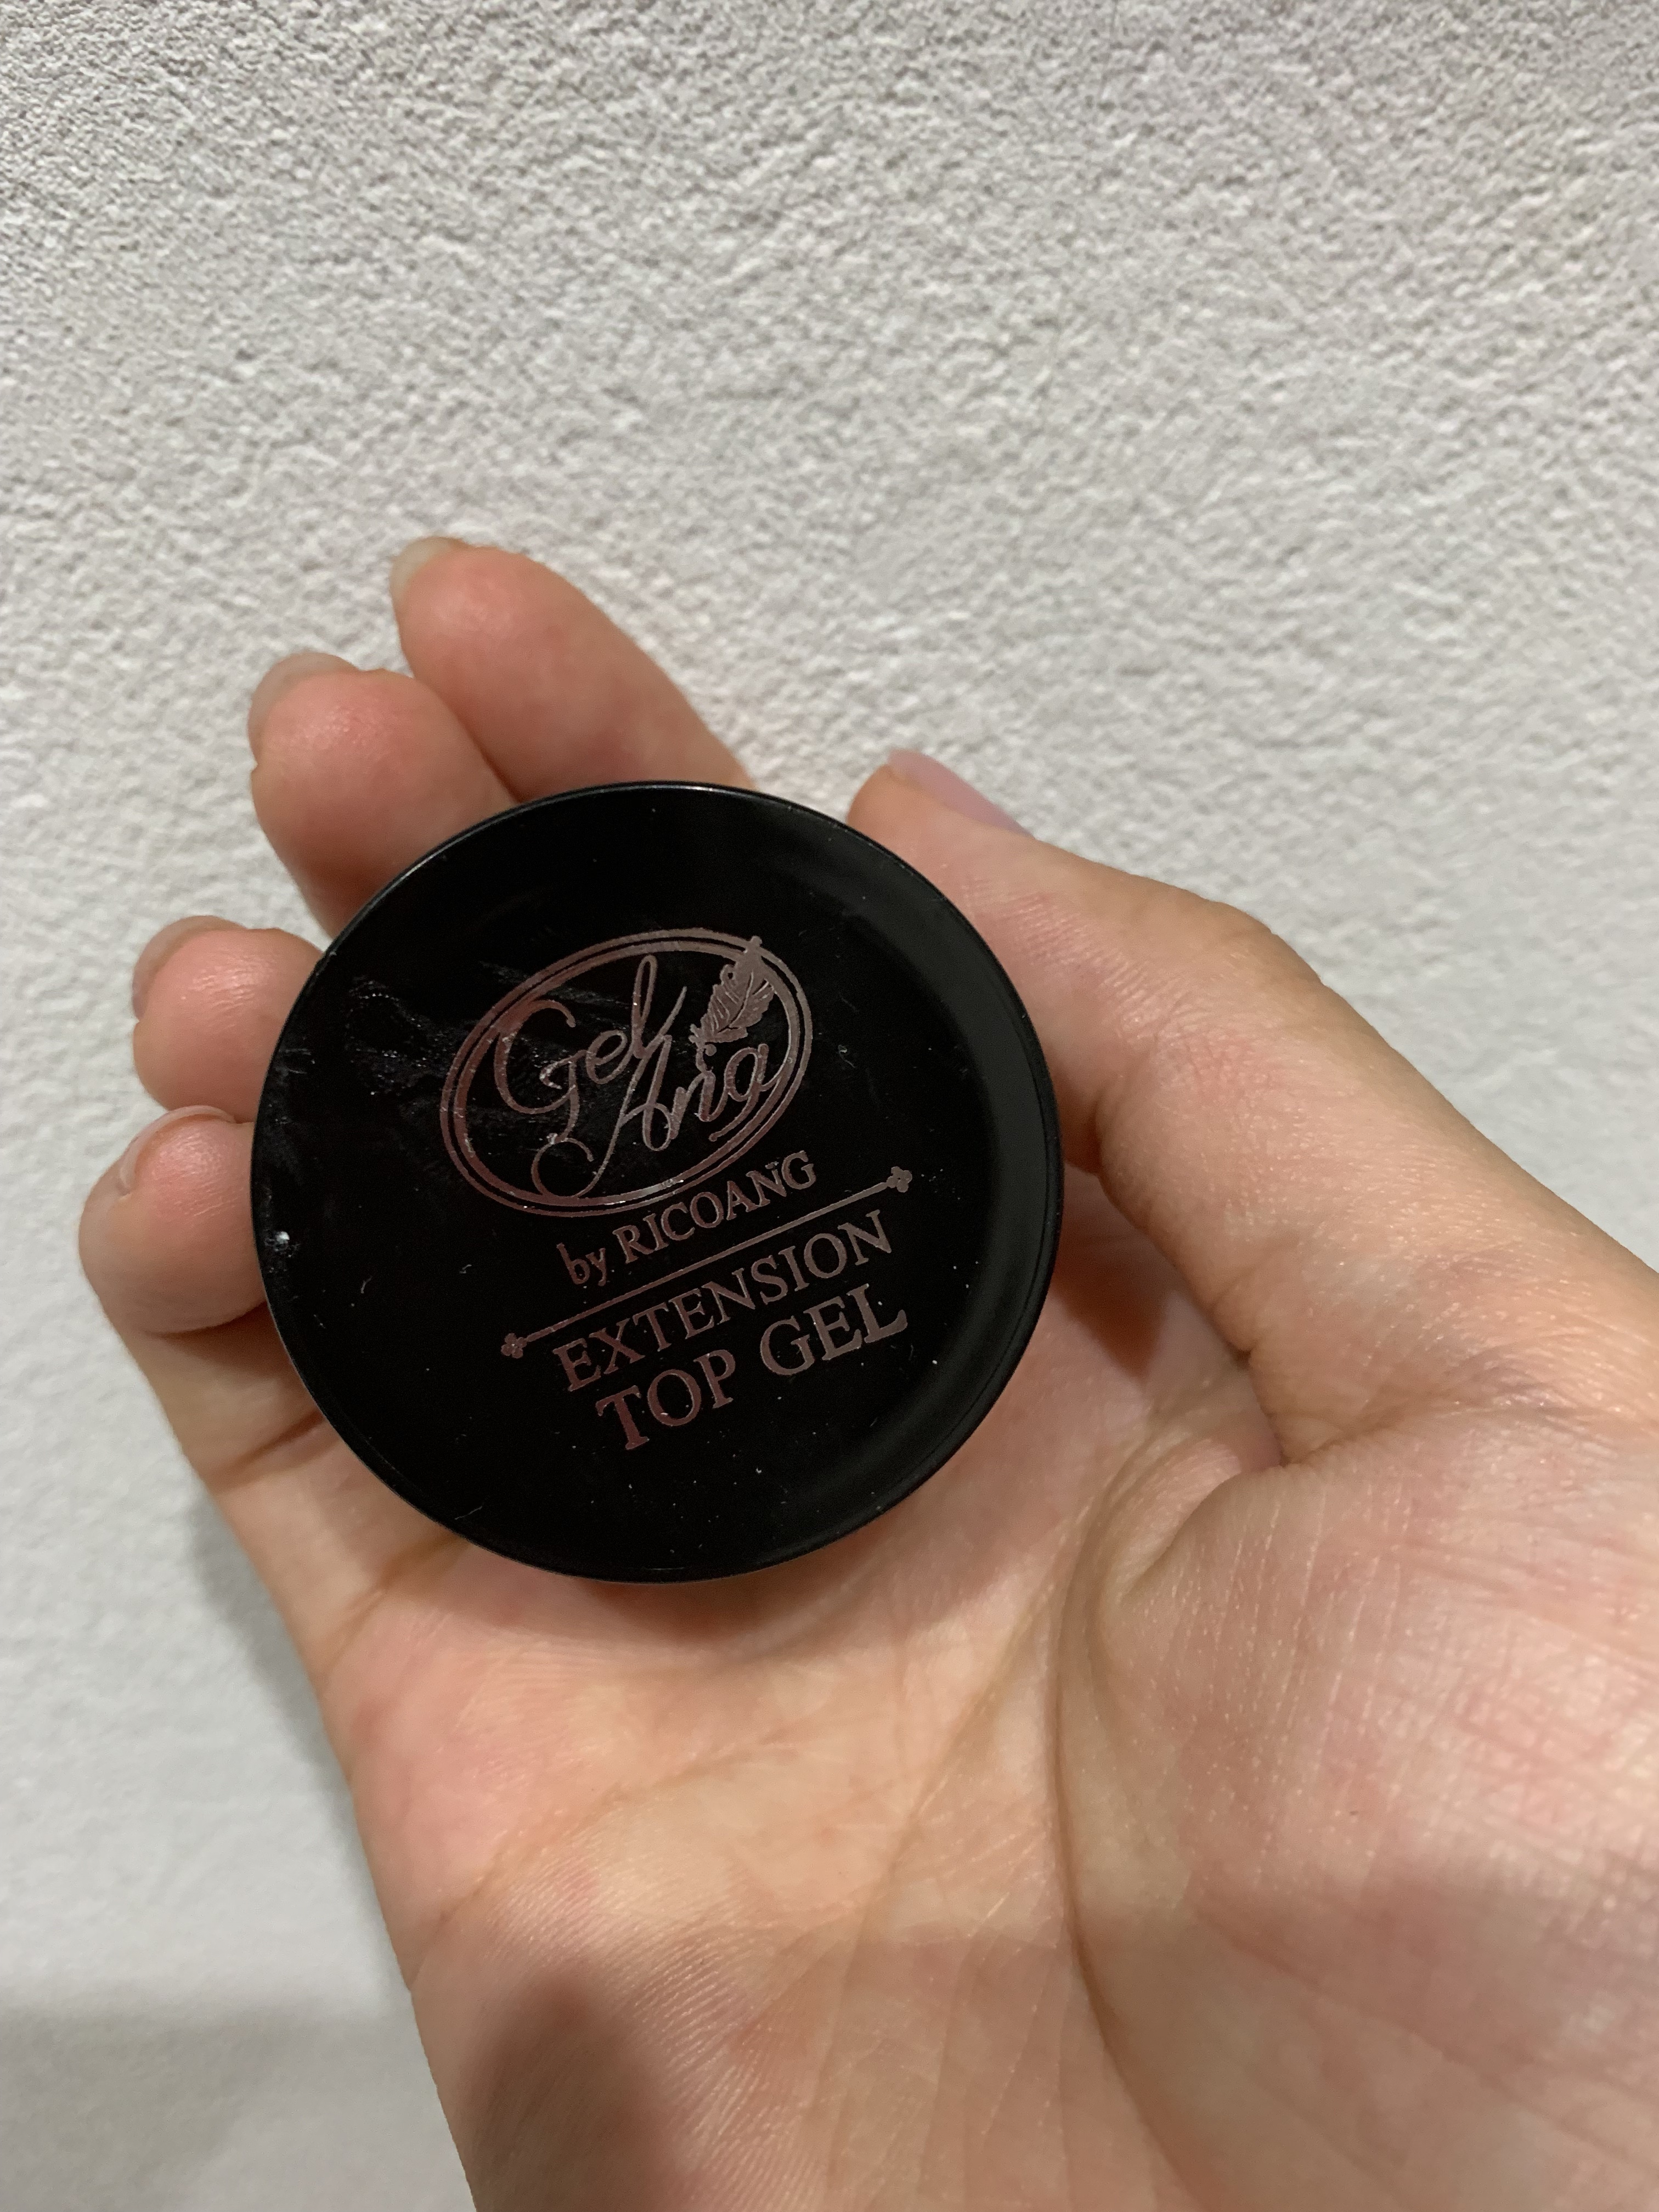 Gel
Ang
by RICOANG
EXTENSION
TOP GEL